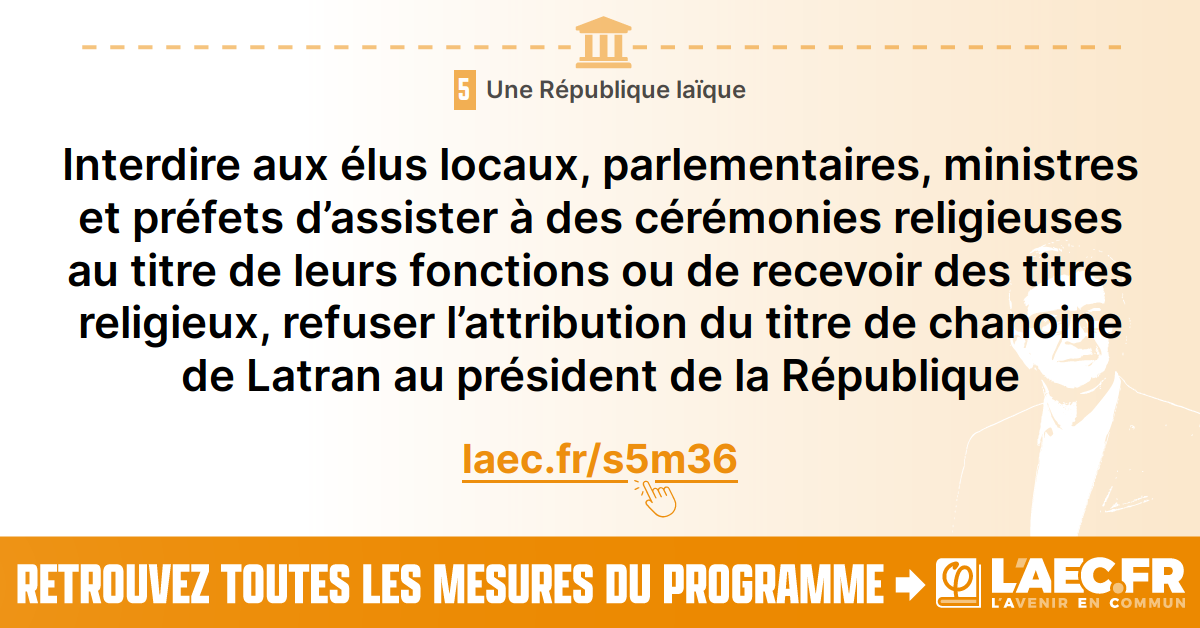 5 Une République laïque
Interdire aux élus locaux, parlementaires, ministres
et préfets d’assister à des cérémonies religieuses
au titre de leurs fonctions ou de recevoir des titres
religieux, refuser l’attribution du titre de chanoine
de Latran au président de la République
laec.fr/s5m36
RETROUVEZ TOUTES LES MESURES DU PROGRAMME
φ L'AEC.FR
L'AVENIR EN COMMUN